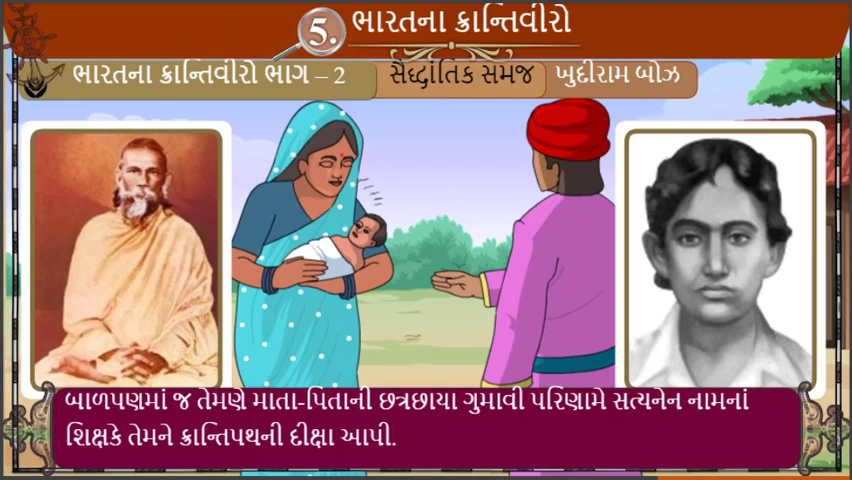 5.
ભારતના ક્રાન્તિવીરો
ભારતના ક્રાન્તિવીરો ભાગ – 2
સૈદ્ધાંતિક સમજ
ખુદીરામ બોઝ
બાળપણમાં જ તેમણે માતા-પિતાની છત્રછાયા ગુમાવી પરિણામે સત્યનેન નામનાં
શિક્ષકે તેમને ક્રાન્તિપથની દીક્ષા આપી.